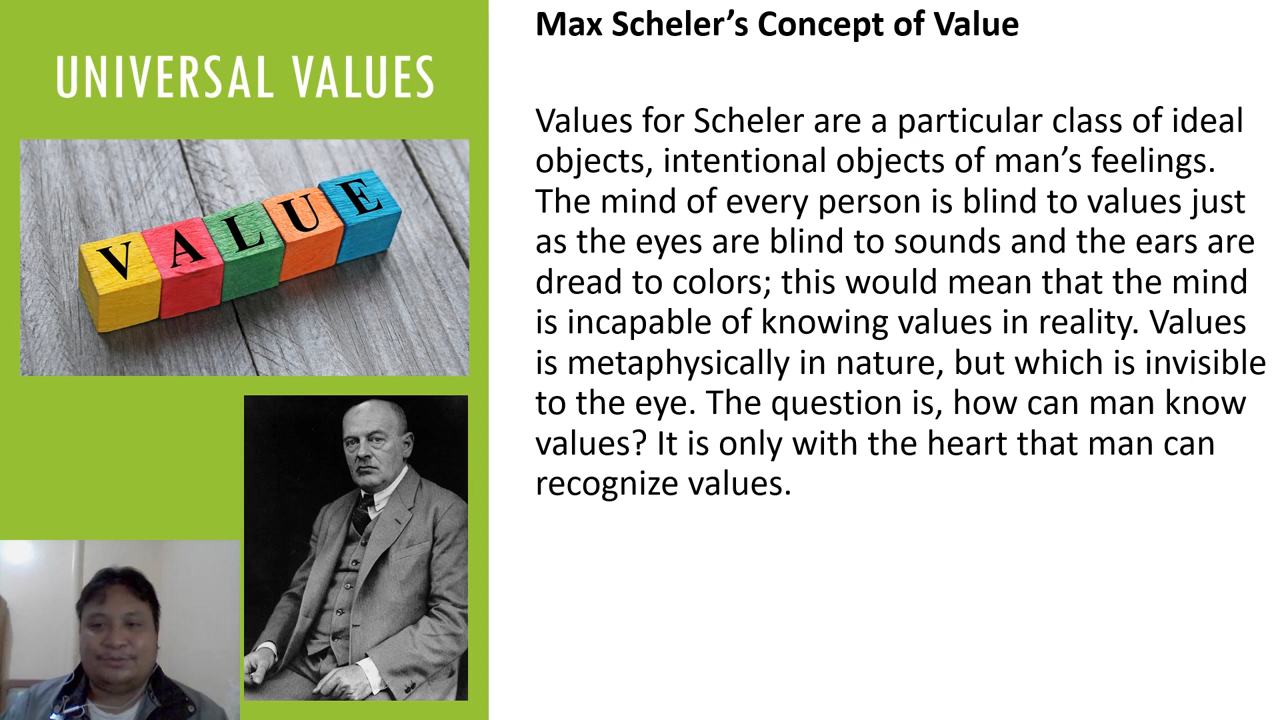 UNIVERSAL VALUES
VALUE
Max Scheler’s Concept of Value
Values for Scheler are a particular class of ideal
objects, intentional objects of man’s feelings.
The mind of every person is blind to values just
as the eyes are blind to sounds and the ears are
dread to colors; this would mean that the mind
is incapable of knowing values in reality. Values
is metaphysically in nature, but which is invisible
to the eye. The question is, how can man know
values? It is only with the heart that man can
recognize values.